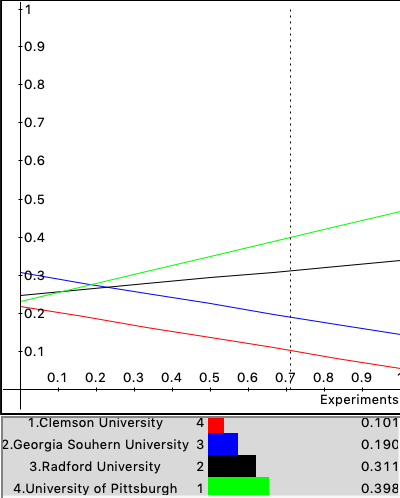 1
0.9
0.8
0.7
0.6
0.5
0.4
0.3
0.2
0.1
0.1 0.2 0.3 0.4 0.5 0.6 0.7 0.8 0.9
Experiments
1.Clemson University 4 0.101
2.Georgia Souhern University 3 0.190
3.Radford University 2 0.311
4.University of Pittsburgh 1 0.398